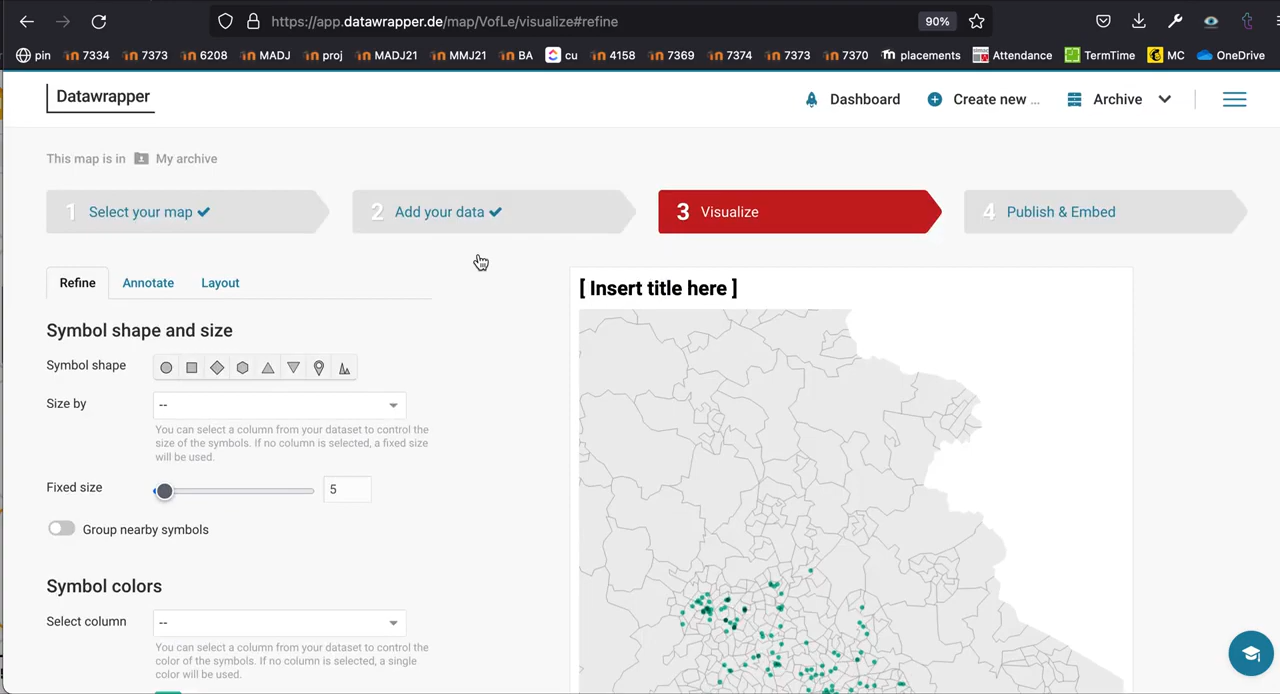 https://app.datawrapper.de/map/VofLe/visualize#refine
90%
pin 7334 7373 6208 MADJ proj MADJ21 MMJ21 BA cu 4158 7369 7374 7373 7370 placements Attendance TermTime MC OneDrive
Datawrapper
Dashboard
Create new ...
Archive
This map is in My archive
1 Select your map
2 Add your data
3 Visualize
4 Publish & Embed
Refine
Annotate
Layout
[ Insert title here ]
Symbol shape and size
Symbol shape
Size by
--
You can select a column from your dataset to control the
size of the symbols. If no column is selected, a fixed size
will be used.
Fixed size
5
Group nearby symbols
Symbol colors
Select column
--
You can select a column from your dataset to control the
color of the symbols. If no column is selected, a single
color will be used.